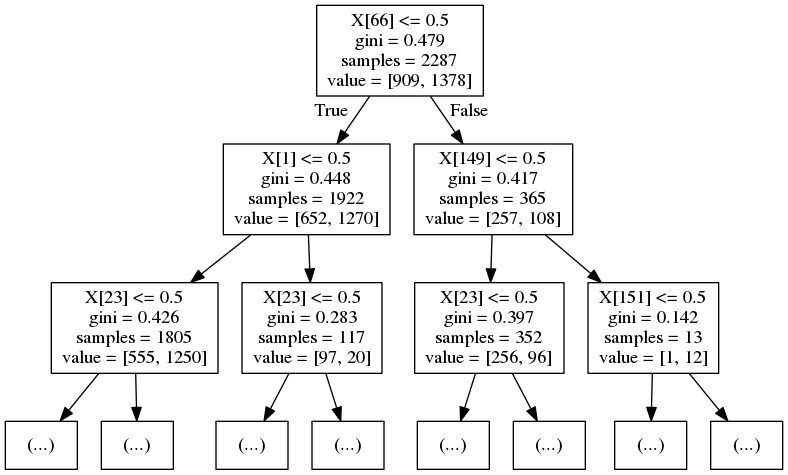 X[66] <= 0.5
gini = 0.479
samples = 2287
value = [909, 1378]
True
False
X[1] <= 0.5
gini = 0.448
samples = 1922
value = [652, 1270]
X[149] <= 0.5
gini = 0.417
samples = 365
value = [257, 108]
X[23] <= 0.5
gini = 0.426
samples = 1805
value = [555, 1250]
X[23] <= 0.5
gini = 0.283
samples = 117
value = [97, 20]
X[23] <= 0.5
gini = 0.397
samples = 352
value = [256, 96]
X[151] <= 0.5
gini = 0.142
samples = 13
value = [1, 12]
(...)
(...)
(...)
(...)
(...)
(...)
(...)
(...)